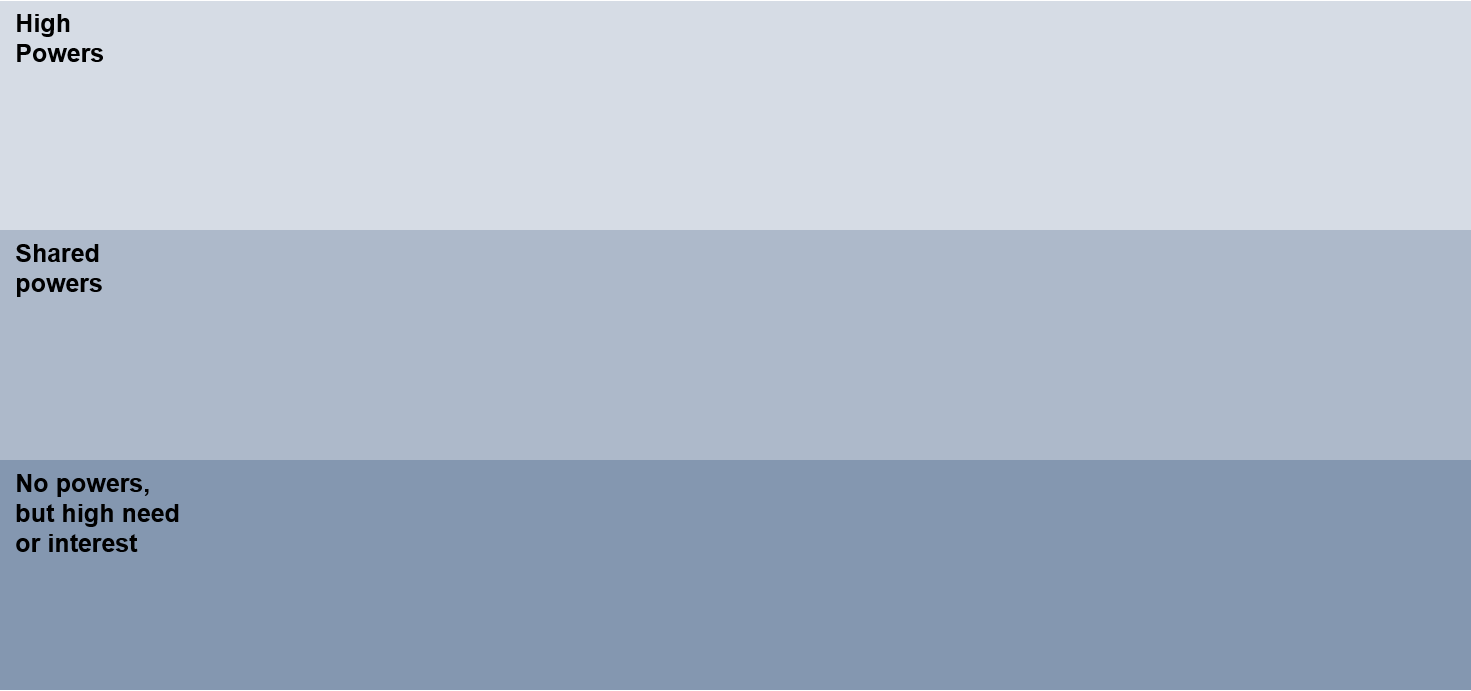 High
Powers
Shared
powers
No powers,
but high need
or interest